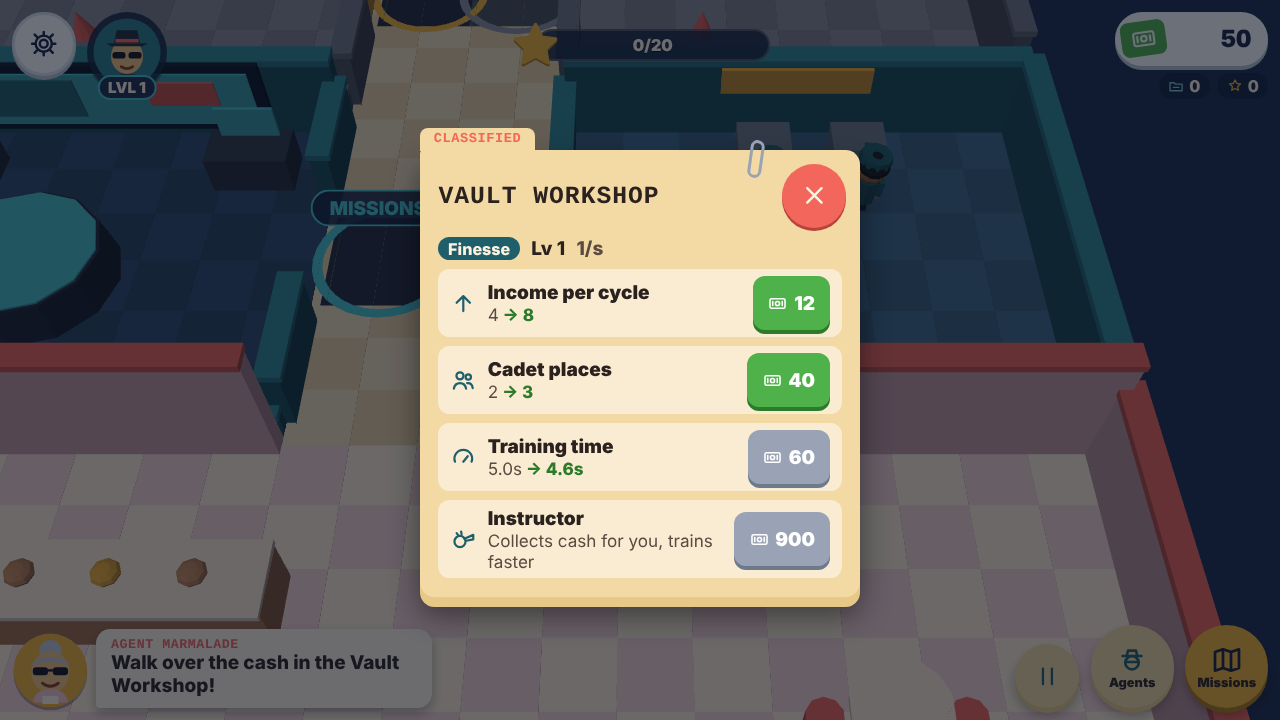 LVL 1
0/20
50
0
0
MISSIONS
CLASSIFIED
VAULT WORKSHOP
Finesse Lv 1 1/s
Income per cycle
4 → 8
12
Cadet places
2 → 3
40
Training time
5.0s → 4.6s
60
Instructor
Collects cash for you, trains
faster
900
AGENT MARMALADE
Walk over the cash in the Vault
Workshop!
Agents
Missions